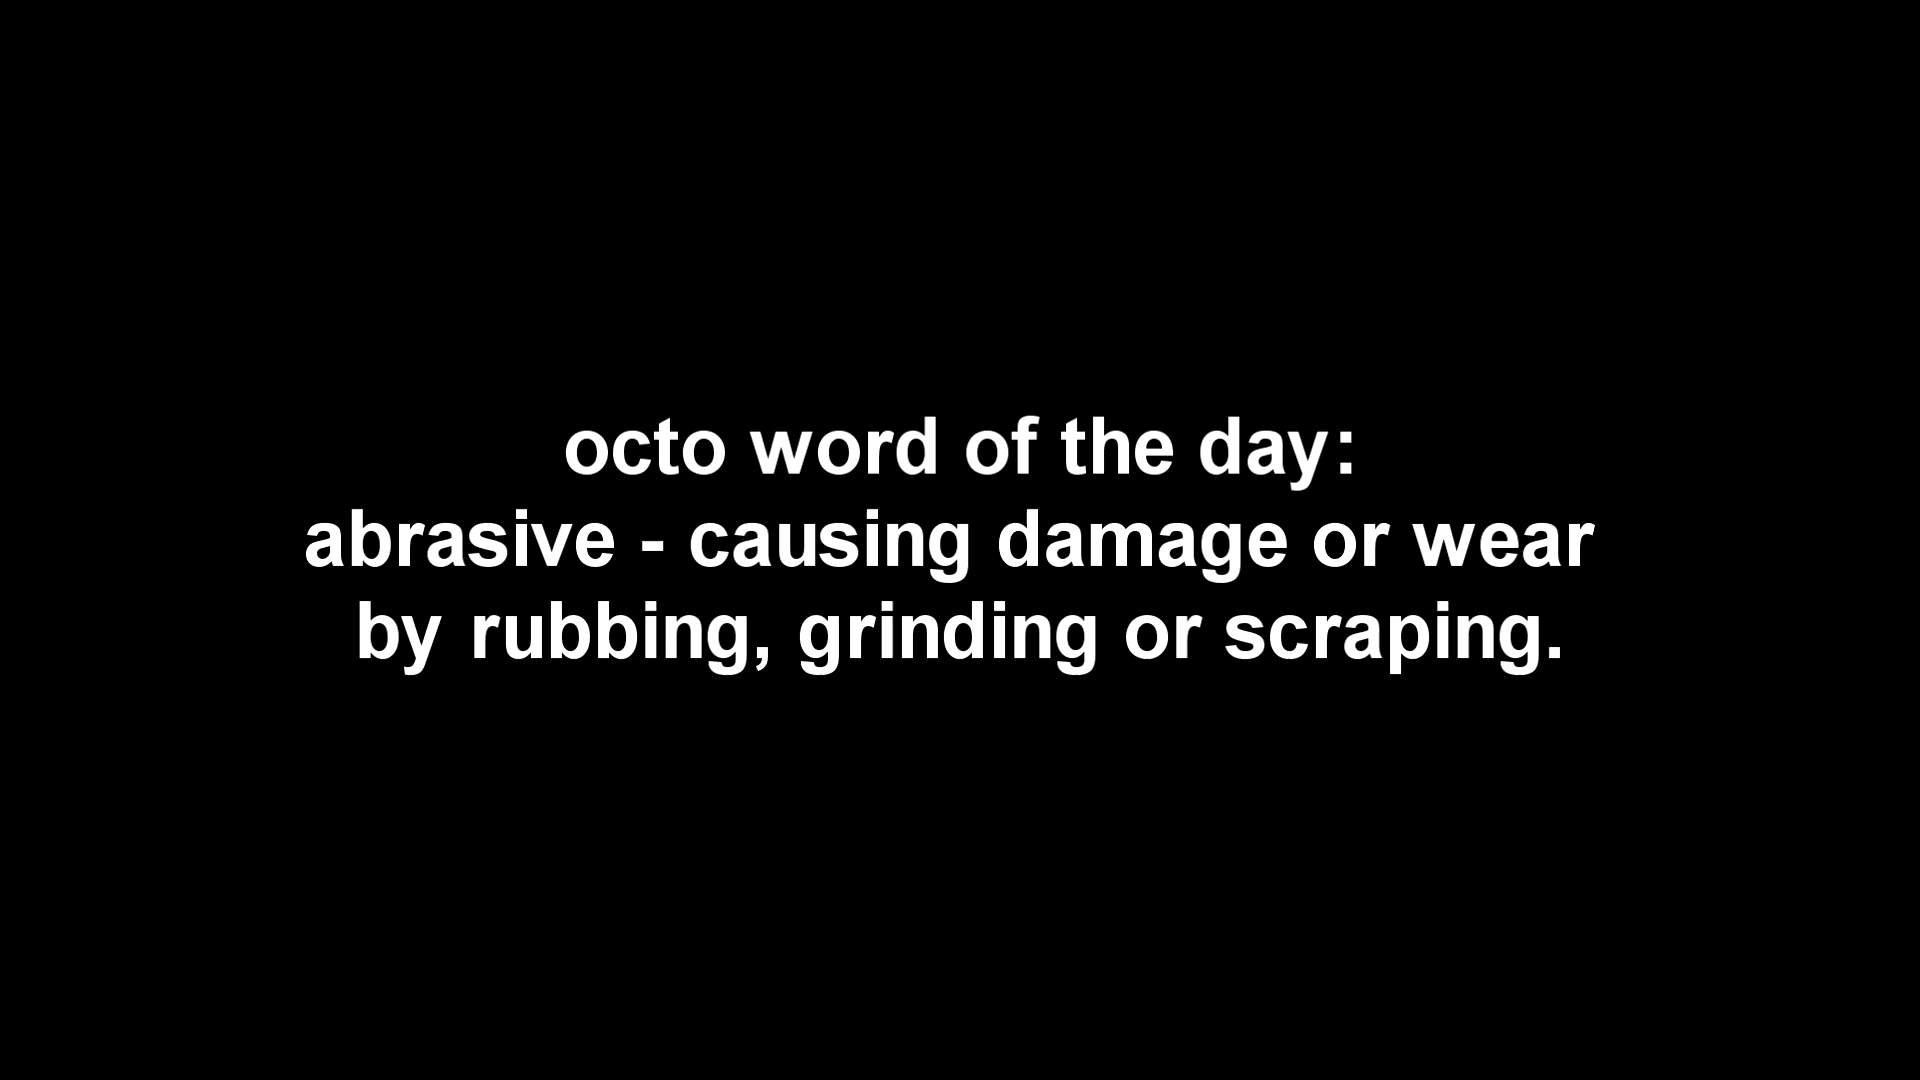 octo word of the day:
abrasive - causing damage or wear
by rubbing, grinding or scraping.